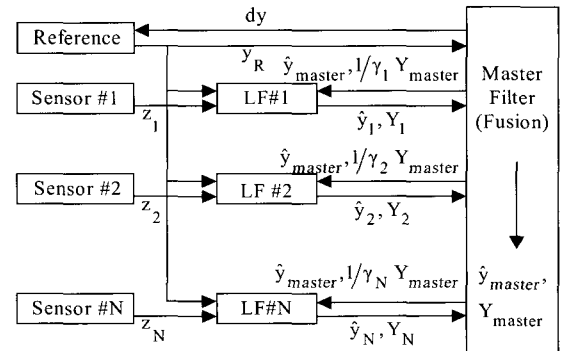 dy
Reference
y_R
ŷ_master, 1/γ_1 Y_master
Master
Filter
(Fusion)
Sensor #1
z_1
LF#1
ŷ_1, Y_1
ŷ_master, 1/γ_2 Y_master
Sensor #2
z_2
LF #2
ŷ_2, Y_2
ŷ_master, 1/γ_N Y_master
ŷ_master,
Y_master
Sensor #N
z_N
LF#N
ŷ_N, Y_N